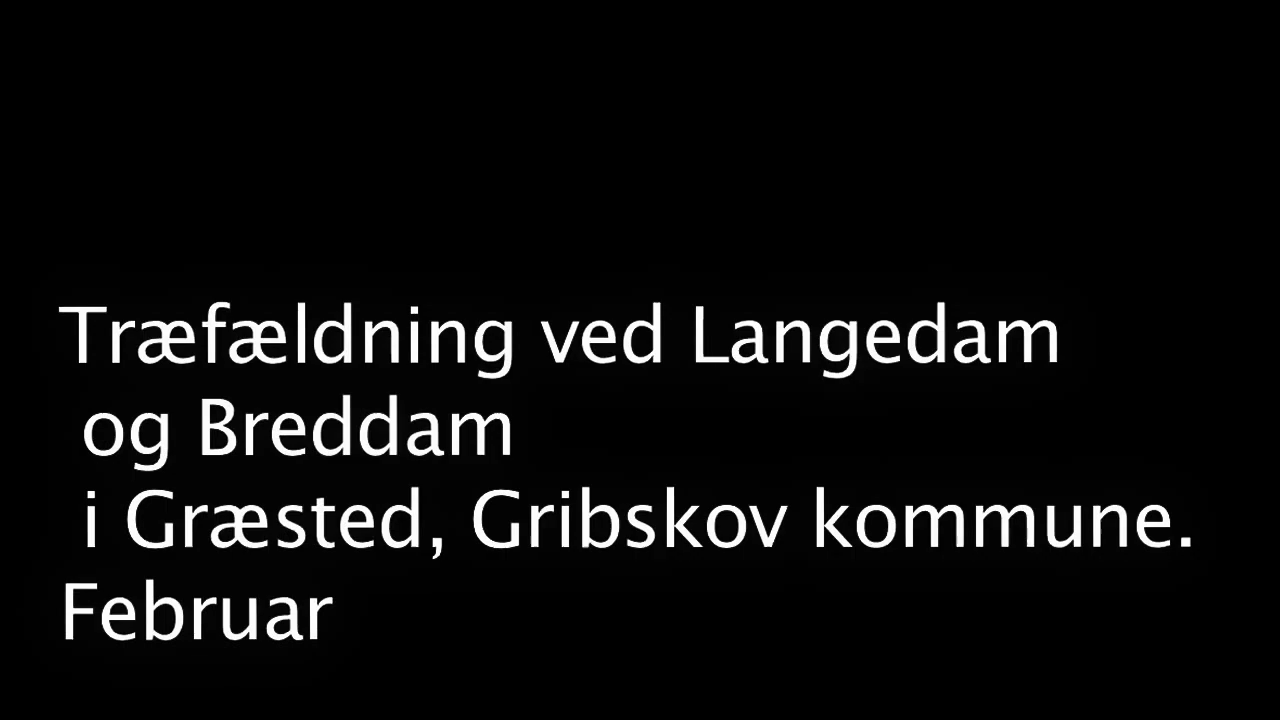 Træfældning ved Langedam
og Breddam
i Græsted, Gribskov kommune.
Februar